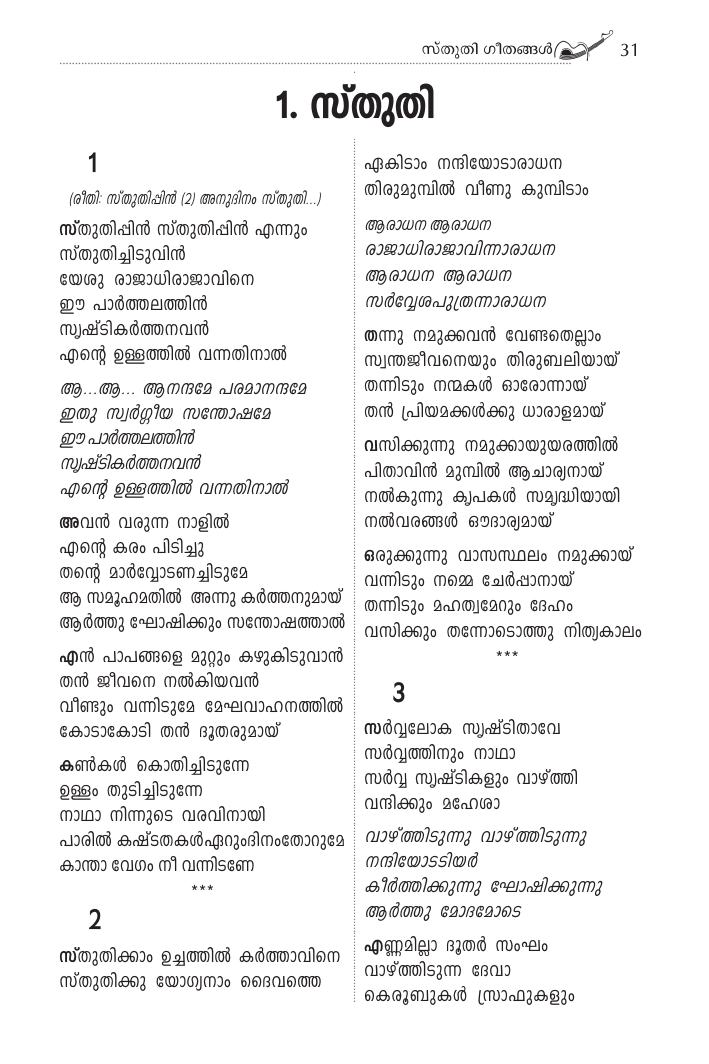 സ്തുതി ഗീതങ്ങൾ 31
1. സ്തുതി
1
(രീതി: സ്തുതിപ്പിൻ (2) അനുദിനം സ്തുതി...)
സ്തുതിപ്പിൻ സ്തുതിപ്പിൻ എന്നും
സ്തുതിച്ചിടുവിൻ
യേശു രാജാധിരാജാവിനെ
ഈ പാർത്തലത്തിൻ
സൃഷ്ടികർത്തനവൻ
എന്റെ ഉള്ളത്തിൽ വന്നതിനാൽ
ആ...ആ... ആനന്ദമേ പരമാനന്ദമേ
ഇതു സ്വർഗ്ഗീയ സന്തോഷമേ
ഈ പാർത്തലത്തിൻ
സൃഷ്ടികർത്തനവൻ
എന്റെ ഉള്ളത്തിൽ വന്നതിനാൽ
അവൻ വരുന്ന നാളിൽ
എന്റെ കരം പിടിച്ചു
തന്റെ മാർവ്വോടണച്ചിടുമേ
ആ സമൂഹമതിൽ അന്നു കർത്തനുമായ്
ആർത്തു ഘോഷിക്കും സന്തോഷത്താൽ
എൻ പാപങ്ങളെ മുറ്റും കഴുകിടുവാൻ
തൻ ജീവനെ നൽകിയവൻ
വീണ്ടും വന്നിടുമേ മേഘവാഹനത്തിൽ
കോടാകോടി തൻ ദൂതരുമായ്
കൺകൾ കൊതിച്ചിടുന്നേ
ഉള്ളം തുടിച്ചിടുന്നേ
നാഥാ നിന്നുടെ വരവിനായി
പാരിൽ കഷ്ടതകൾഏറുംദിനംതോറുമേ
കാന്താ വേഗം നീ വന്നിടണേ
***
2
സ്തുതിക്കാം ഉച്ചത്തിൽ കർത്താവിനെ
സ്തുതിക്കു യോഗ്യനാം ദൈവത്തെ
ഏകിടാം നന്ദിയോടാരാധന
തിരുമുമ്പിൽ വീണു കുമ്പിടാം
ആരാധന ആരാധന
രാജാധിരാജാവിന്നാരാധന
ആരാധന ആരാധന
സർവ്വേശപുത്രന്നാരാധന
തന്നു നമുക്കവൻ വേണ്ടതെല്ലാം
സ്വന്തജീവനെയും തിരുബലിയായ്
തന്നിടും നന്മകൾ ഓരോന്നായ്
തൻ പ്രിയമക്കൾക്കു ധാരാളമായ്
വസിക്കുന്നു നമുക്കായുയരത്തിൽ
പിതാവിൻ മുമ്പിൽ ആചാര്യനായ്
നൽകുന്നു കൃപകൾ സമൃദ്ധിയായി
നൽവരങ്ങൾ ഔദാര്യമായ്
ഒരുക്കുന്നു വാസസ്ഥലം നമുക്കായ്
വന്നിടും നമ്മെ ചേർപ്പാനായ്
തന്നിടും മഹത്വമേറും ദേഹം
വസിക്കും തന്നോടൊത്തു നിത്യകാലം
***
3
സർവ്വലോക സൃഷ്ടിതാവേ
സർവ്വത്തിനും നാഥാ
സർവ്വ സൃഷ്ടികളും വാഴ്ത്തി
വന്ദിക്കും മഹേശാ
വാഴ്ത്തിടുന്നു വാഴ്ത്തിടുന്നു
നന്ദിയോടടിയർ
കീർത്തിക്കുന്നു ഘോഷിക്കുന്നു
ആർത്തു മോദമോടെ
എണ്ണമില്ലാ ദൂതർ സംഘം
വാഴ്ത്തിടുന്ന ദേവാ
കെരൂബുകൾ സ്രാഫുകളും